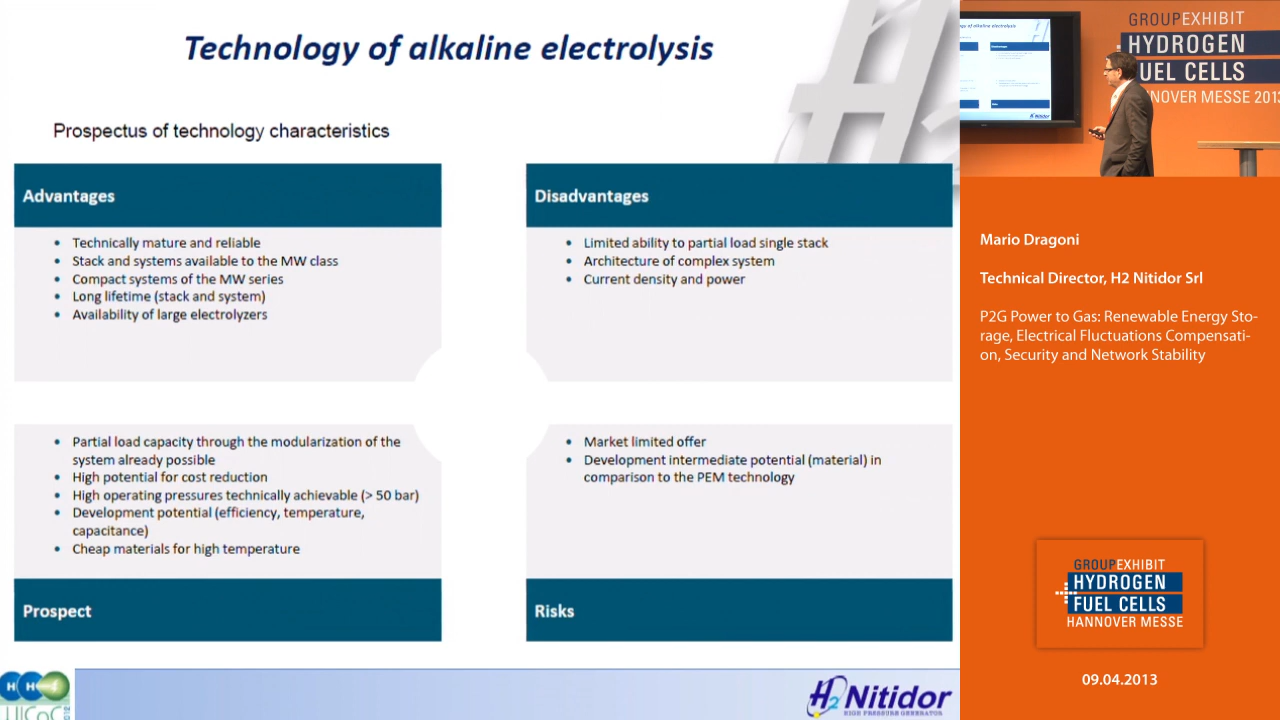 Technology of alkaline electrolysis
Prospectus of technology characteristics
Advantages
• Technically mature and reliable
• Stack and systems available to the MW class
• Compact systems of the MW series
• Long lifetime (stack and system)
• Availability of large electrolyzers
Disadvantages
• Limited ability to partial load single stack
• Architecture of complex system
• Current density and power
• Partial load capacity through the modularization of the
system already possible
• High potential for cost reduction
• High operating pressures technically achievable (> 50 bar)
• Development potential (efficiency, temperature,
capacitance)
• Cheap materials for high temperature
Prospect
• Market limited offer
• Development intermediate potential (material) in
comparison to the PEM technology
Risks
H2 Nitidor
HIGH PRESSURE GENERATOR
GROUPEXHIBIT
HYDROGEN
FUEL CELLS
HANNOVER MESSE 2013
Mario Dragoni
Technical Director, H2 Nitidor Srl
P2G Power to Gas: Renewable Energy Sto-
rage, Electrical Fluctuations Compensati-
on, Security and Network Stability
GROUPEXHIBIT
HYDROGEN
FUEL CELLS
HANNOVER MESSE
09.04.2013